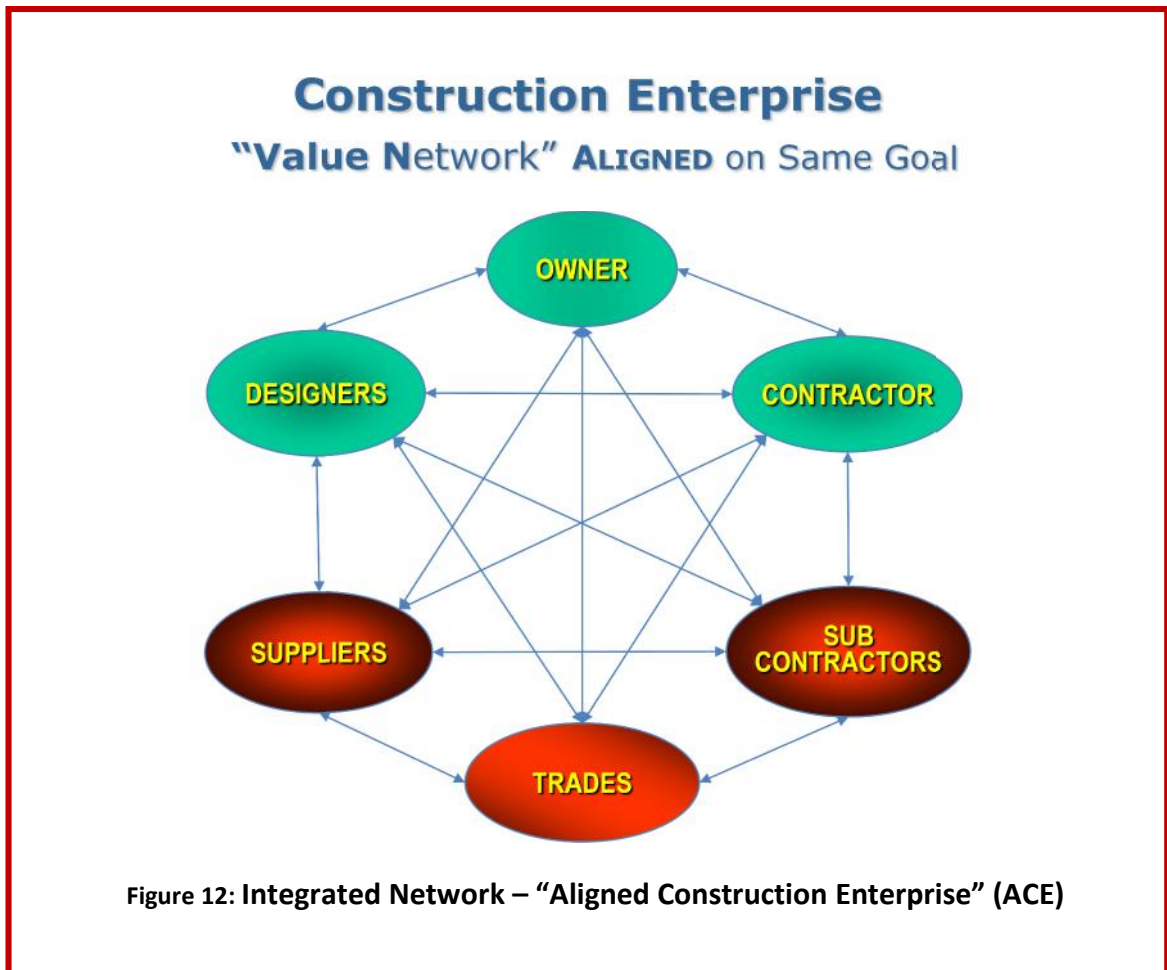 Construction Enterprise
“Value Network” ALIGNED on Same Goal
OWNER
DESIGNERS
CONTRACTOR
SUPPLIERS
SUB
CONTRACTORS
TRADES
Figure 12: Integrated Network – “Aligned Construction Enterprise” (ACE)